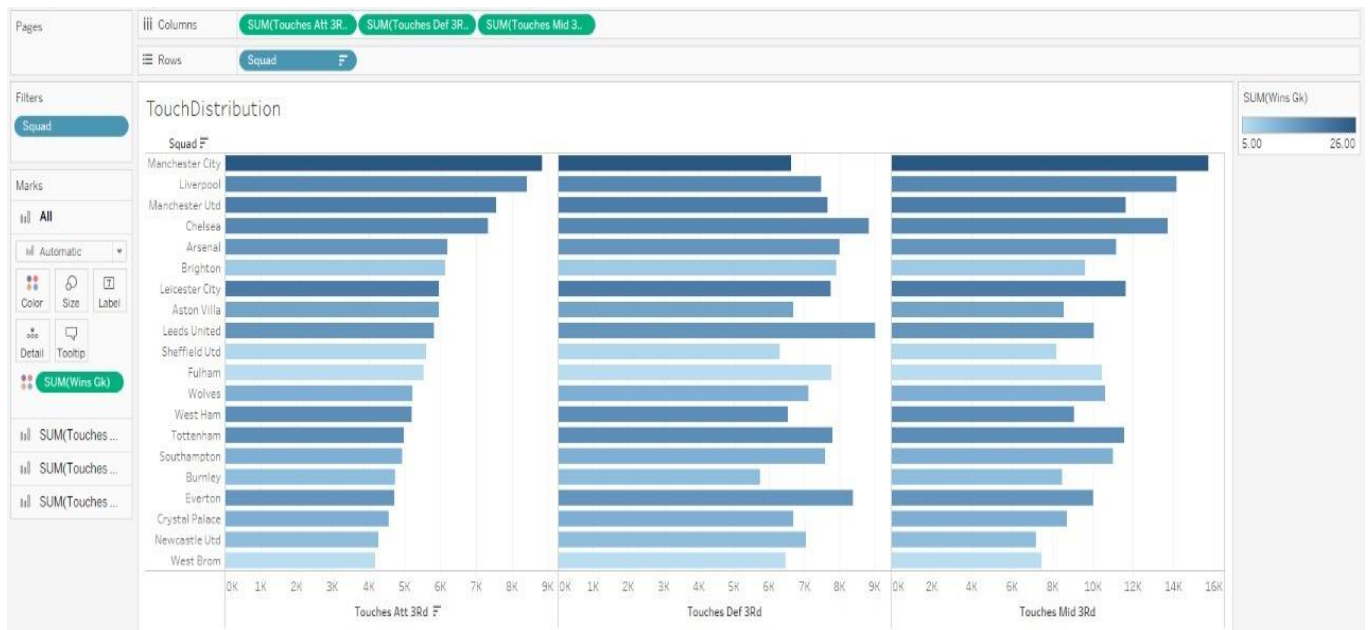 Pages
Columns
SUM(Touches Att 3R.. SUM(Touches Def 3R.. SUM(Touches Mid 3..
Rows
Squad
Filters
Squad
Marks
All
Automatic
Color Size Label
Detail Tooltip
SUM(Wins Gk)
SUM(Touches ...
SUM(Touches ...
SUM(Touches ...
TouchDistribution
Squad
Manchester City
Liverpool
Manchester Utd
Chelsea
Arsenal
Brighton
Leicester City
Aston Villa
Leeds United
Sheffield Utd
Fulham
Wolves
West Ham
Tottenham
Southampton
Burnley
Everton
Crystal Palace
Newcastle Utd
West Brom
0K 1K 2K 3K 4K 5K 6K 7K 8K 9K 0K 1K 2K 3K 4K 5K 6K 7K 8K 9K 0K 2K 4K 6K 8K 10K 12K 14K 16K
Touches Att 3Rd Touches Def 3Rd Touches Mid 3Rd
SUM(Wins Gk)
5.00 26.00